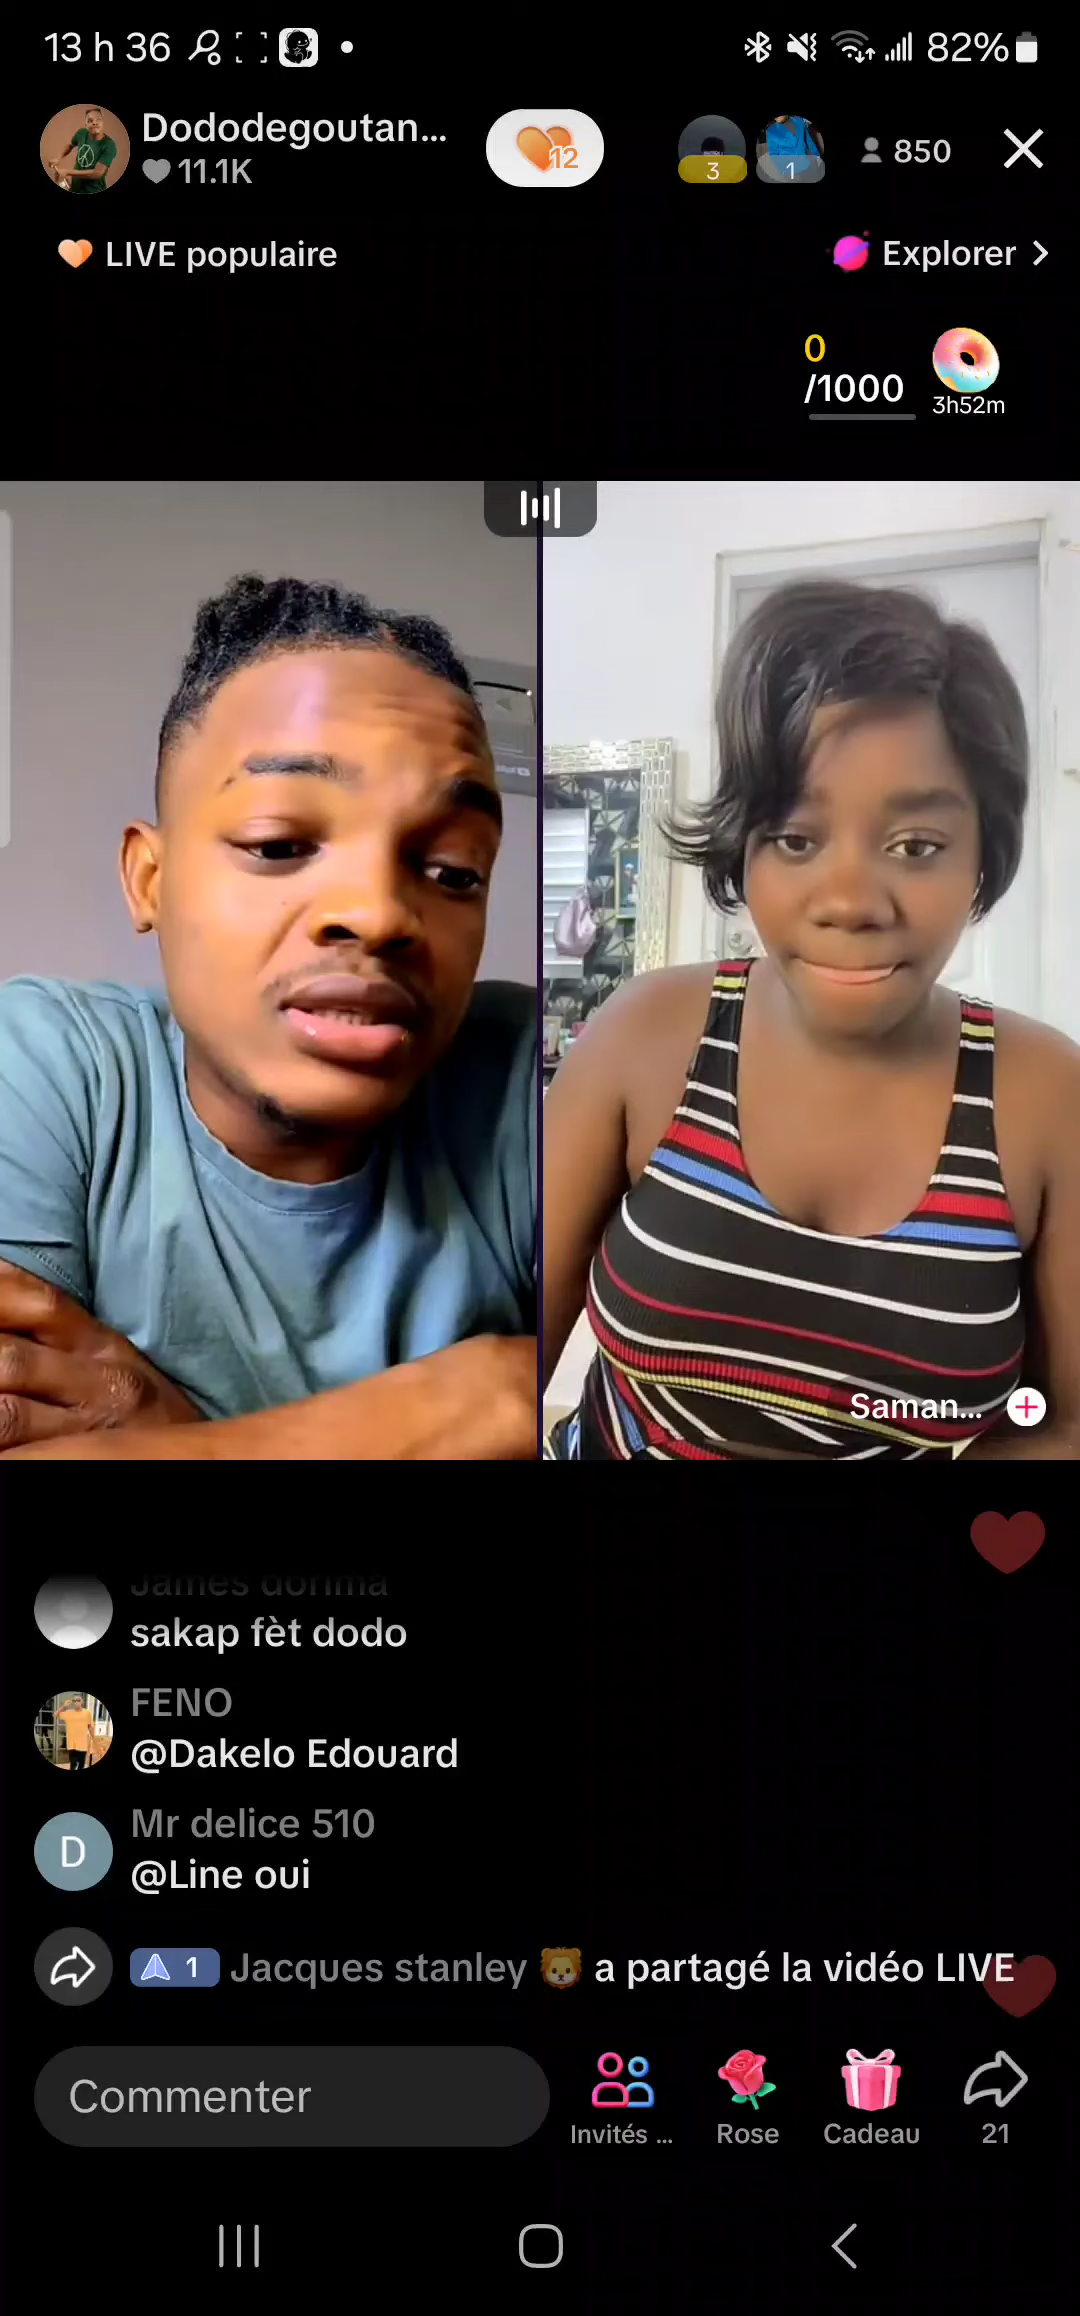 13 h 36
82%
Dododegoutan...
11.1K
12
3
1
850
LIVE populaire
Explorer
0
/1000
3h52m
Saman...
James dorima
sakap fèt dodo
FENO
@Dakelo Edouard
D
Mr delice 510
@Line oui
1 Jacques stanley 🦁 a partagé la vidéo LIVE
Commenter
Invités ...
Rose
Cadeau
21